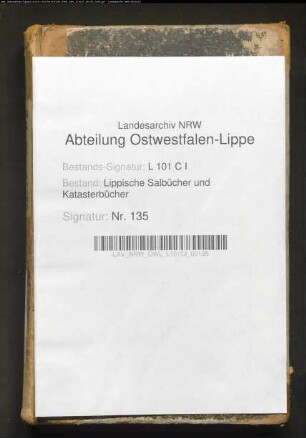 Landesarchiv NRW
Abteilung Ostwestfalen-Lippe
Bestands-Signatur: L 101 C I
Bestand: Lippische Salbücher und
Katasterbücher
Signatur: Nr. 135
LAV_NRW_OWL_L101CI_00135